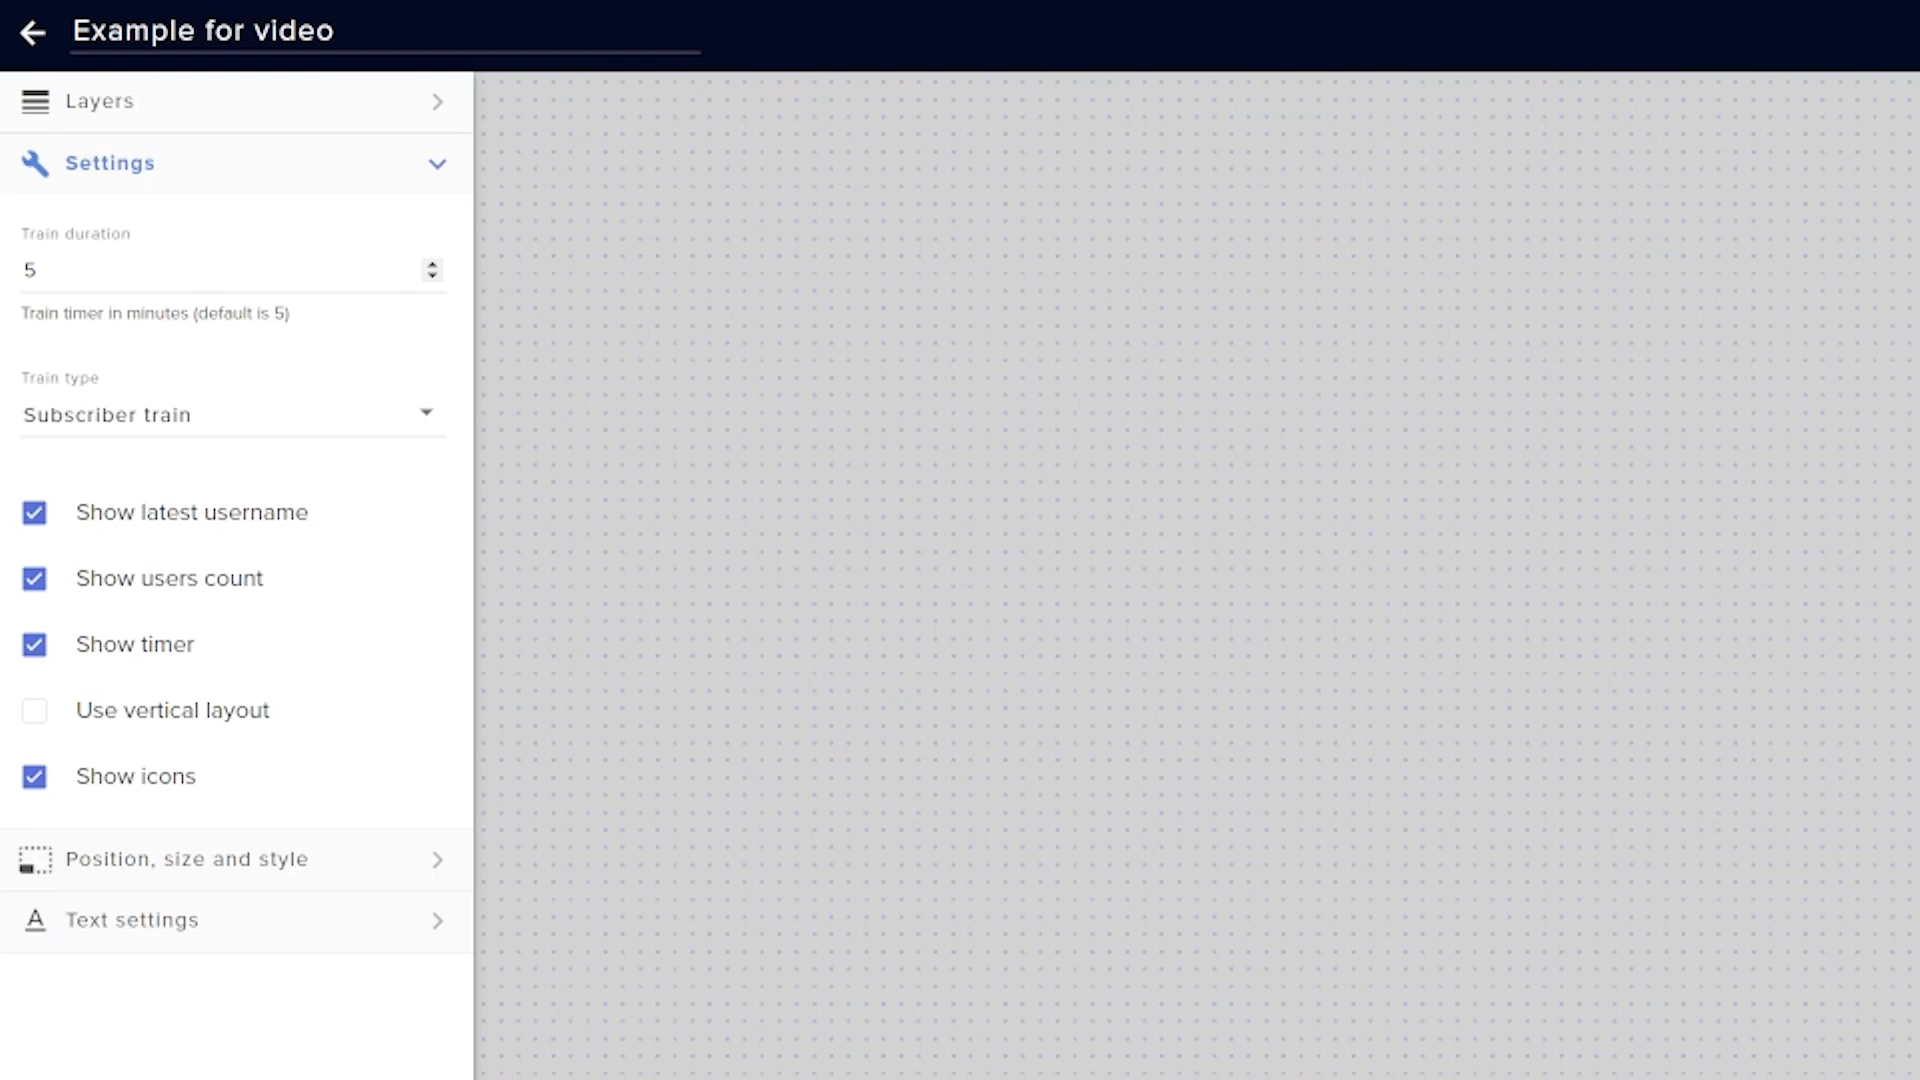 Example for video
Layers
Settings
Train duration
5
Train timer in minutes (default is 5)
Train type
Subscriber train
Show latest username
Show users count
Show timer
Use vertical layout
Show icons
Position, size and style
Text settings